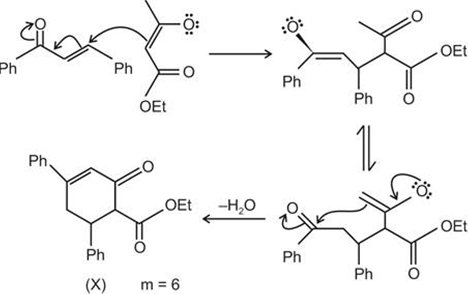 O O O
Ph Ph O
OEt
O O
Ph OEt
Ph O
Ph O –H₂O O O
OEt Ph OEt
O Ph O
Ph
(X) m = 6